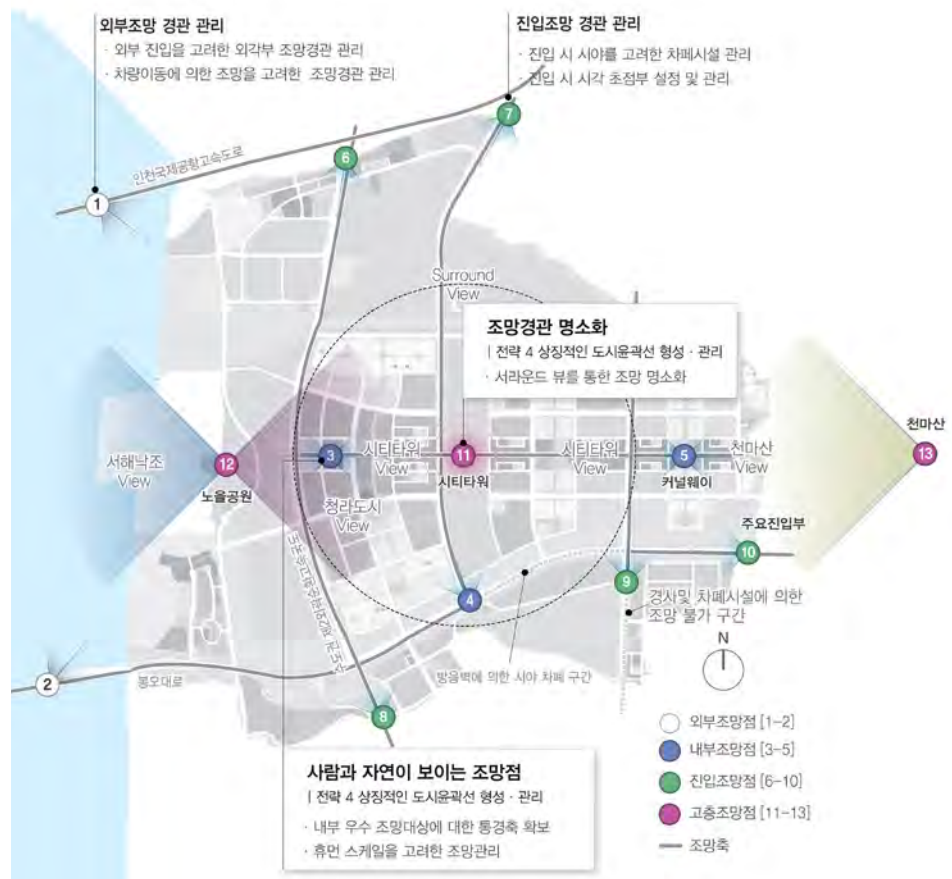 외부조망 경관 관리
· 외부 진입을 고려한 외각부 조망경관 관리
· 차량이동에 의한 조망을 고려한 조망경관 관리
진입조망 경관 관리
· 진입 시 시야를 고려한 차폐시설 관리
· 진입 시 시각 초점부 설정 및 관리
7
6
인천국제공항고속도로
1
Surround
View
조망경관 명소화
| 전략 4 상징적인 도시윤곽선 형성 · 관리
· 서라운드 뷰를 통한 조망 명소화
서해낙조
View
12
노을공원
3
시티타워
View
11
시티타워
시티타워
View
5
커널웨이
천마산
View
천마산
13
청라도시
View
주요진입부
10
9
4
경사및 차폐시설에 의한
조망 불가 구간
방음벽에 의한 시야 차폐 구간
2
봉오대로
8
N
외부조망점 [1-2]
내부조망점 [3-5]
진입조망점 [6-10]
고층조망점 [11-13]
조망축
사람과 자연이 보이는 조망점
| 전략 4 상징적인 도시윤곽선 형성 · 관리
· 내부 우수 조망대상에 대한 통경축 확보
· 휴먼 스케일을 고려한 조망관리